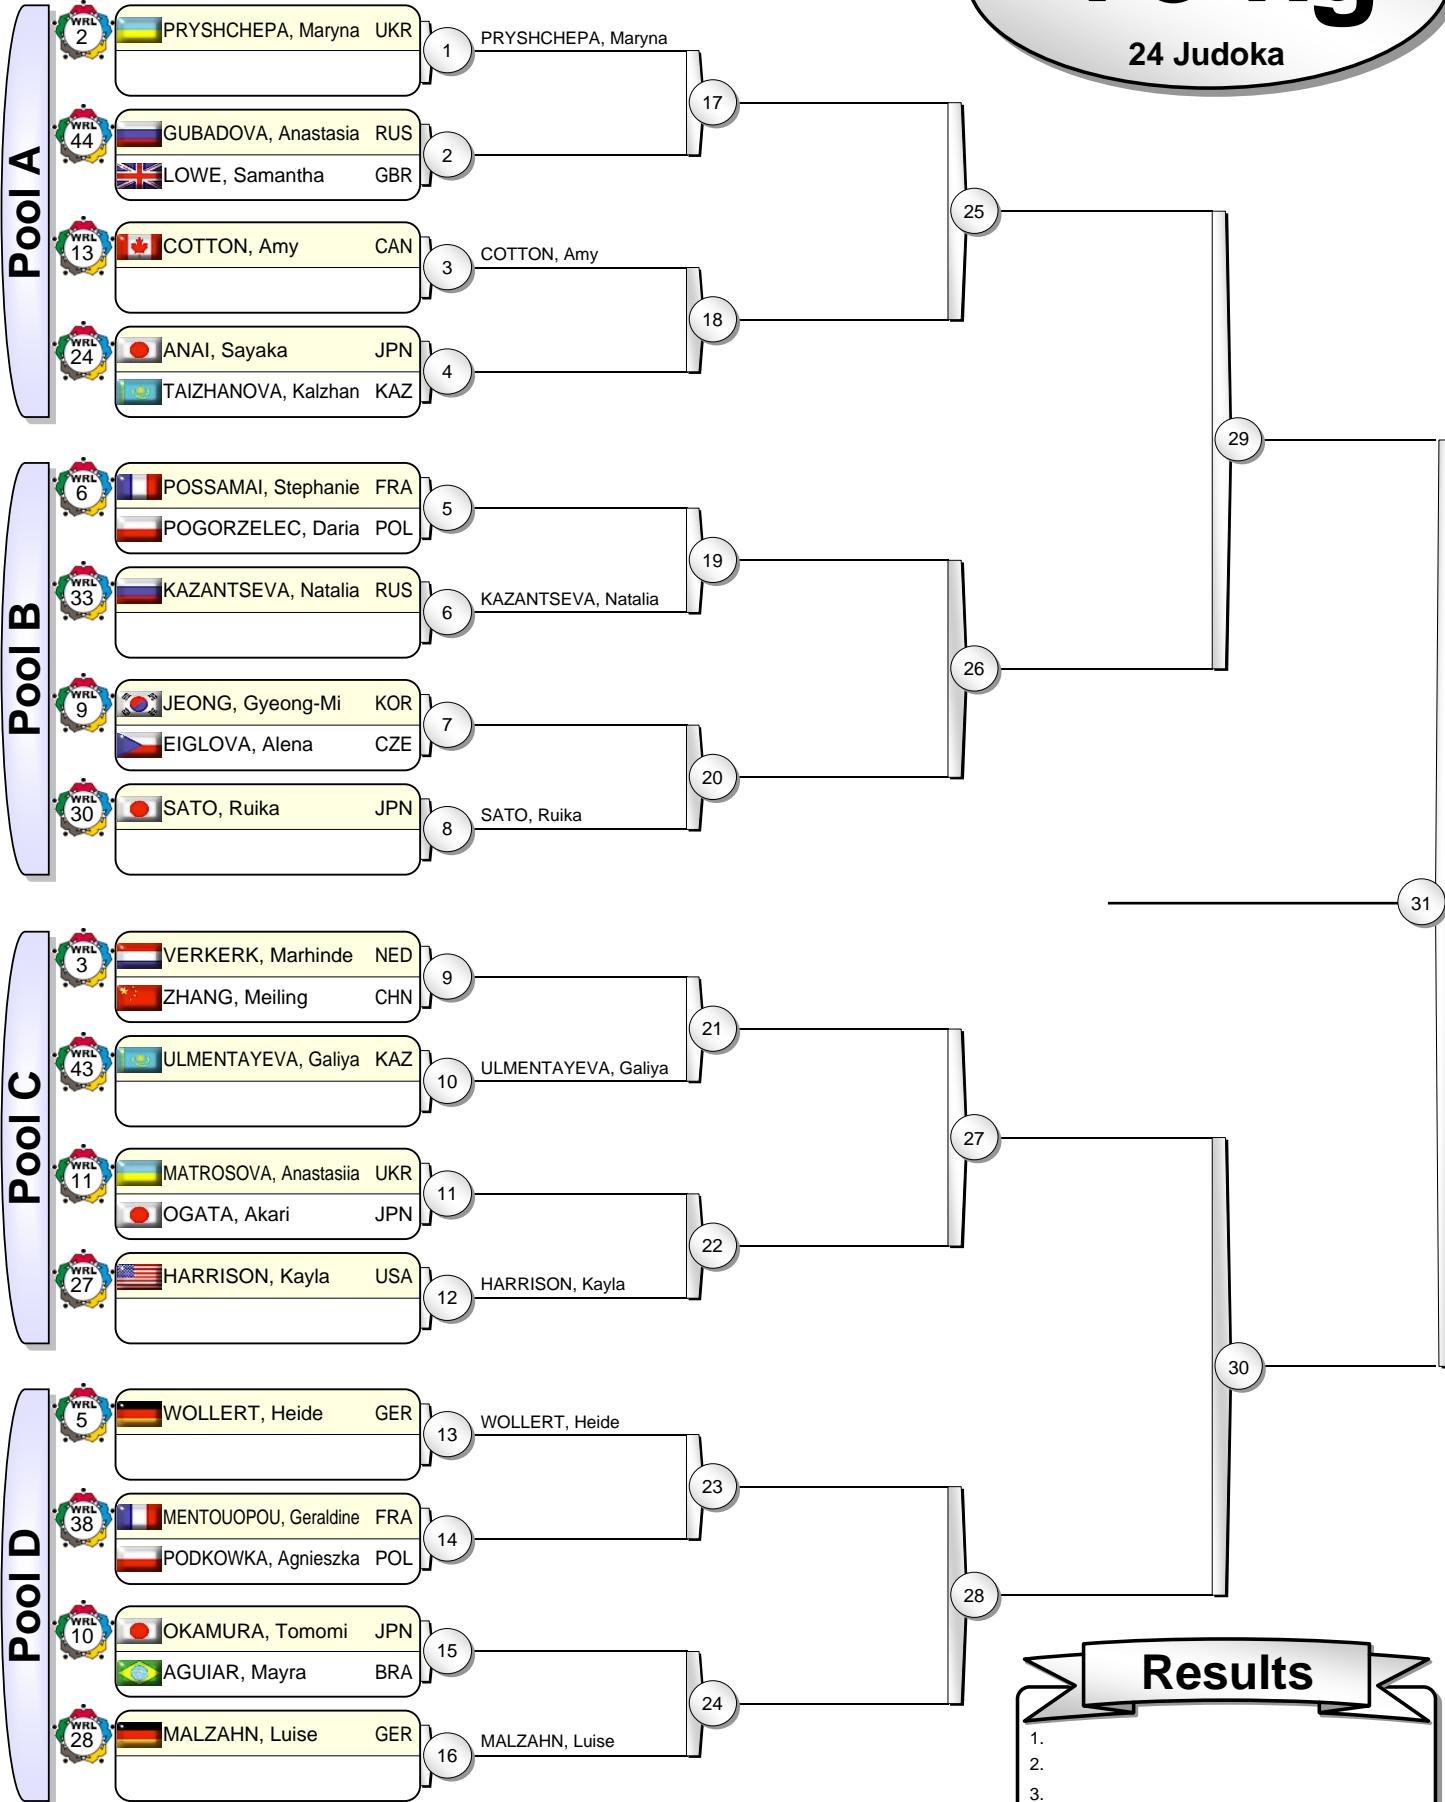 24 Judoka
Pool A
WRL 2 PRYSHCHEPA, Maryna UKR
1 PRYSHCHEPA, Maryna
17
WRL 44 GUBADOVA, Anastasia RUS
2
LOWE, Samantha GBR
25
WRL 13 COTTON, Amy CAN
3 COTTON, Amy
18
WRL 24 ANAI, Sayaka JPN
4
TAIZHANOVA, Kalzhan KAZ
29
Pool B
WRL 6 POSSAMAI, Stephanie FRA
5
POGORZELEC, Daria POL
19
WRL 33 KAZANTSEVA, Natalia RUS
6 KAZANTSEVA, Natalia
26
WRL 9 JEONG, Gyeong-Mi KOR
7
EIGLOVA, Alena CZE
20
WRL 30 SATO, Ruika JPN
8 SATO, Ruika
31
Pool C
WRL 3 VERKERK, Marhinde NED
9
ZHANG, Meiling CHN
21
WRL 43 ULMENTAYEVA, Galiya KAZ
10 ULMENTAYEVA, Galiya
27
WRL 11 MATROSOVA, Anastasiia UKR
11
OGATA, Akari JPN
22
WRL 27 HARRISON, Kayla USA
12 HARRISON, Kayla
30
Pool D
WRL 5 WOLLERT, Heide GER
13 WOLLERT, Heide
23
WRL 38 MENTOUOPOU, Geraldine FRA
14
PODKOWKA, Agnieszka POL
28
WRL 10 OKAMURA, Tomomi JPN
15
AGUIAR, Mayra BRA
24
WRL 28 MALZAHN, Luise GER
16 MALZAHN, Luise
Results
1.
2.
3.